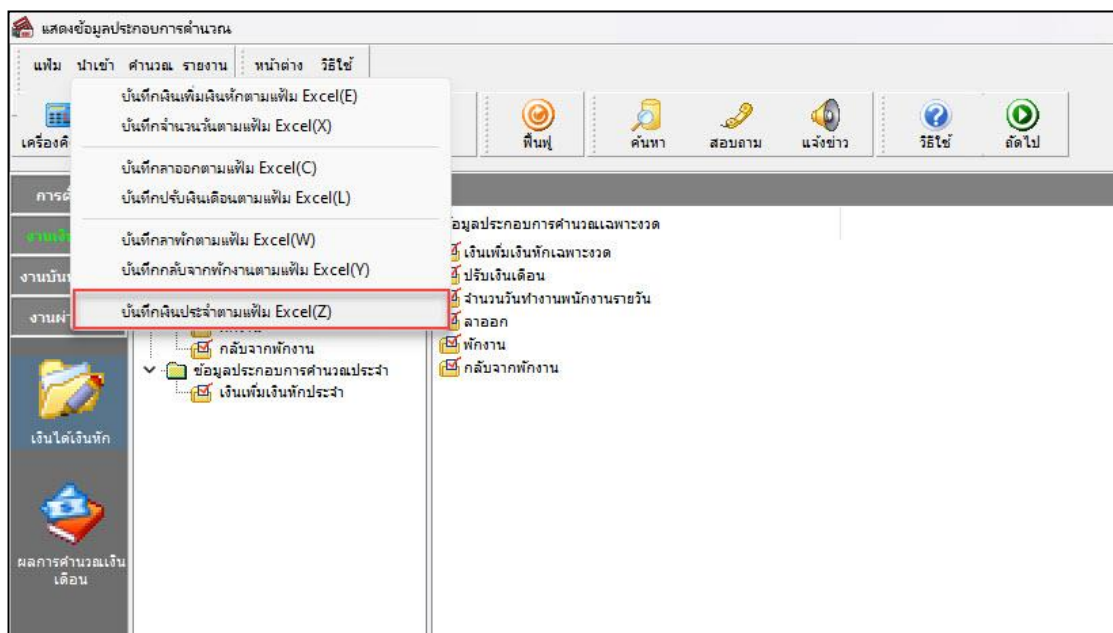 แสดงข้อมูลประกอบการคำนวณ
แฟ้ม นำเข้า คำนวณ รายงาน หน้าต่าง วิธีใช้
บันทึกเงินเพิ่มเงินหักตามแฟ้ม Excel(E)
บันทึกจำนวนวันตามแฟ้ม Excel(X)
บันทึกลาออกตามแฟ้ม Excel(C)
บันทึกปรับเงินเดือนตามแฟ้ม Excel(L)
บันทึกลาพักตามแฟ้ม Excel(W)
บันทึกกลับจากพักงานตามแฟ้ม Excel(Y)
บันทึกเงินประจำตามแฟ้ม Excel(Z)
ฟื้นฟู ค้นหา สอบถาม แจ้งข่าว วิธีใช้ ถัดไป
อมูลประกอบการคำนวณเฉพาะงวด
เงินเพิ่มเงินหักเฉพาะงวด
ปรับเงินเดือน
จำนวนวันทำงานพนักงานรายวัน
ลาออก
พักงาน
กลับจากพักงาน
กลับจากพักงาน
ข้อมูลประกอบการคำนวณประจำ
เงินเพิ่มเงินหักประจำ
เงินได้เงินหัก
ผลการคำนวณเงิน
เดือน